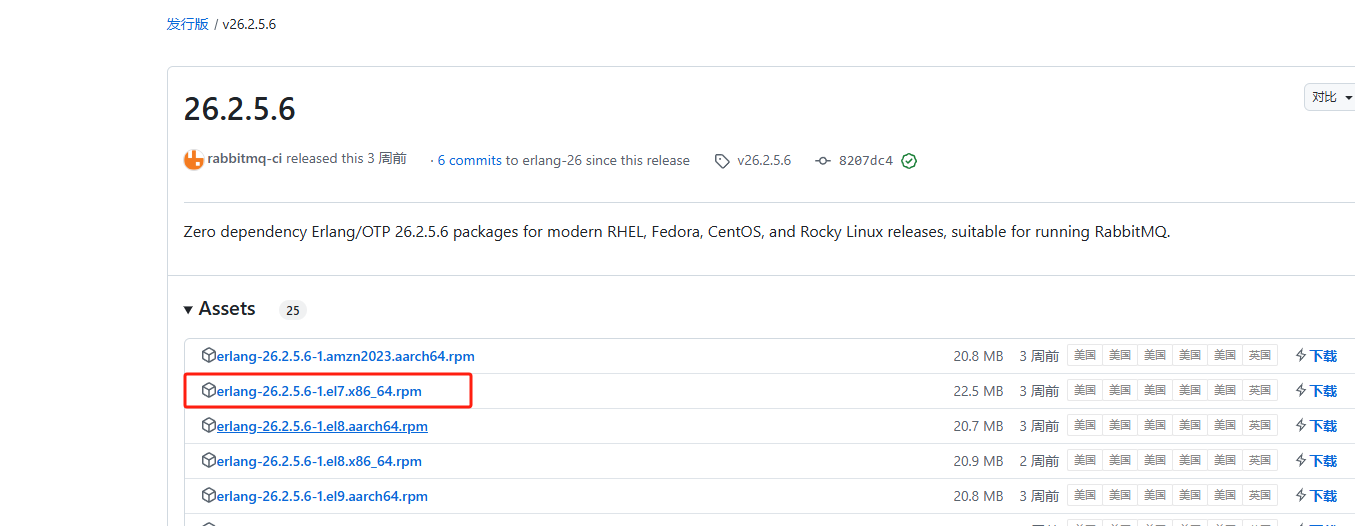 发行版 / v26.2.5.6
对比
26.2.5.6
rabbitmq-ci released this 3 周前 · 6 commits to erlang-26 since this release v26.2.5.6 8207dc4
Zero dependency Erlang/OTP 26.2.5.6 packages for modern RHEL, Fedora, CentOS, and Rocky Linux releases, suitable for running RabbitMQ.
Assets 25
erlang-26.2.5.6-1.amzn2023.aarch64.rpm 20.8 MB 3 周前 美国 美国 美国 美国 美国 英国 下载
erlang-26.2.5.6-1.el7.x86_64.rpm 22.5 MB 3 周前 美国 美国 美国 美国 美国 英国 下载
erlang-26.2.5.6-1.el8.aarch64.rpm 20.7 MB 3 周前 美国 美国 美国 美国 美国 英国 下载
erlang-26.2.5.6-1.el8.x86_64.rpm 20.9 MB 2 周前 美国 美国 美国 美国 美国 英国 下载
erlang-26.2.5.6-1.el9.aarch64.rpm 20.8 MB 3 周前 美国 美国 美国 美国 美国 英国 下载